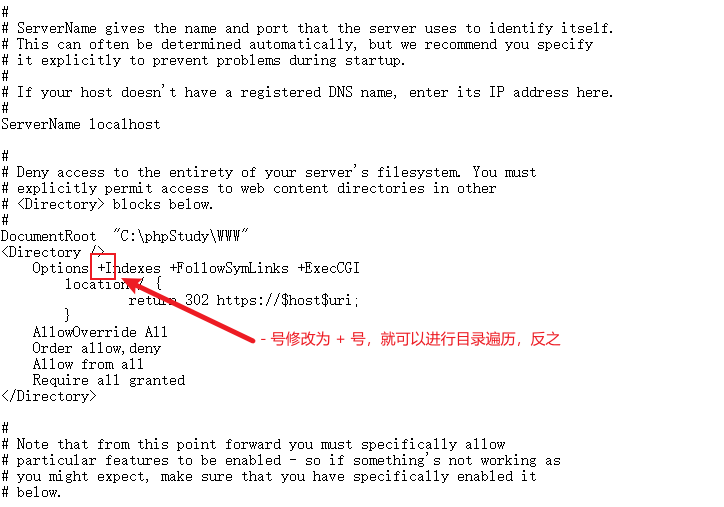 #
# ServerName gives the name and port that the server uses to identify itself.
# This can often be determined automatically, but we recommend you specify
# it explicitly to prevent problems during startup.
#
# If your host doesn't have a registered DNS name, enter its IP address here.
#
ServerName localhost
#
# Deny access to the entirety of your server's filesystem. You must
# explicitly permit access to web content directories in other
# <Directory> blocks below.
#
DocumentRoot  "C:\phpStudy\WWW"
<Directory />
Options +Indexes +FollowSymLinks +ExecCGI
location / {
return 302 https://$host$uri;
}
AllowOverride All
- 号修改为 + 号，就可以进行目录遍历，反之
Order allow,deny
Allow from all
Require all granted
</Directory>
#
# Note that from this point forward you must specifically allow
# particular features to be enabled - so if something's not working as
# you might expect, make sure that you have specifically enabled it
# below.